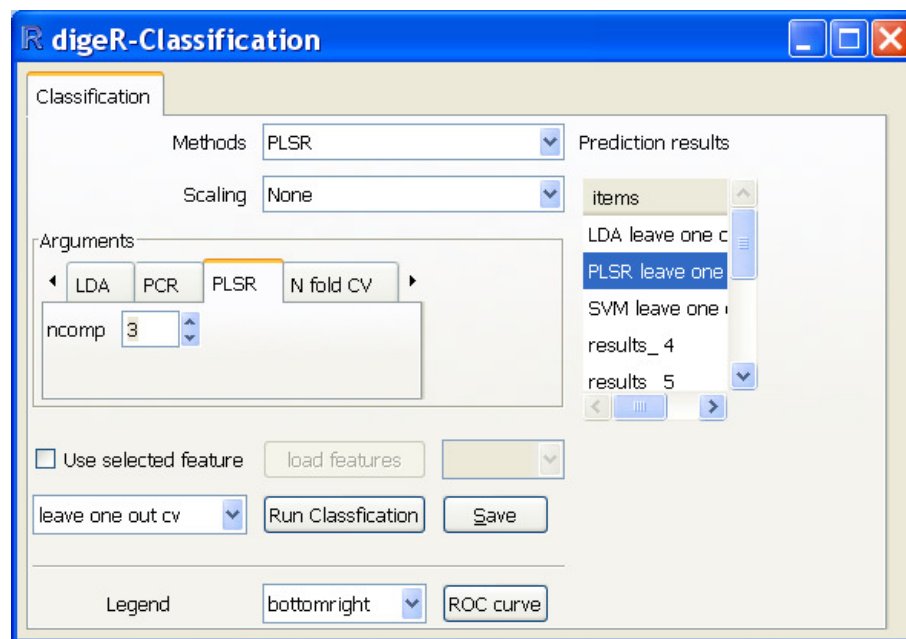 R digeR-Classification
Classification
Methods PLSR Prediction results
Scaling None
items
Arguments
LDA leave one c
LDA PCR PLSR N fold CV
PLSR leave one
ncomp 3
SVM leave one
results_ 4
results 5
Use selected feature load features
leave one out cv Run Classfication Save
Legend bottomright ROC curve